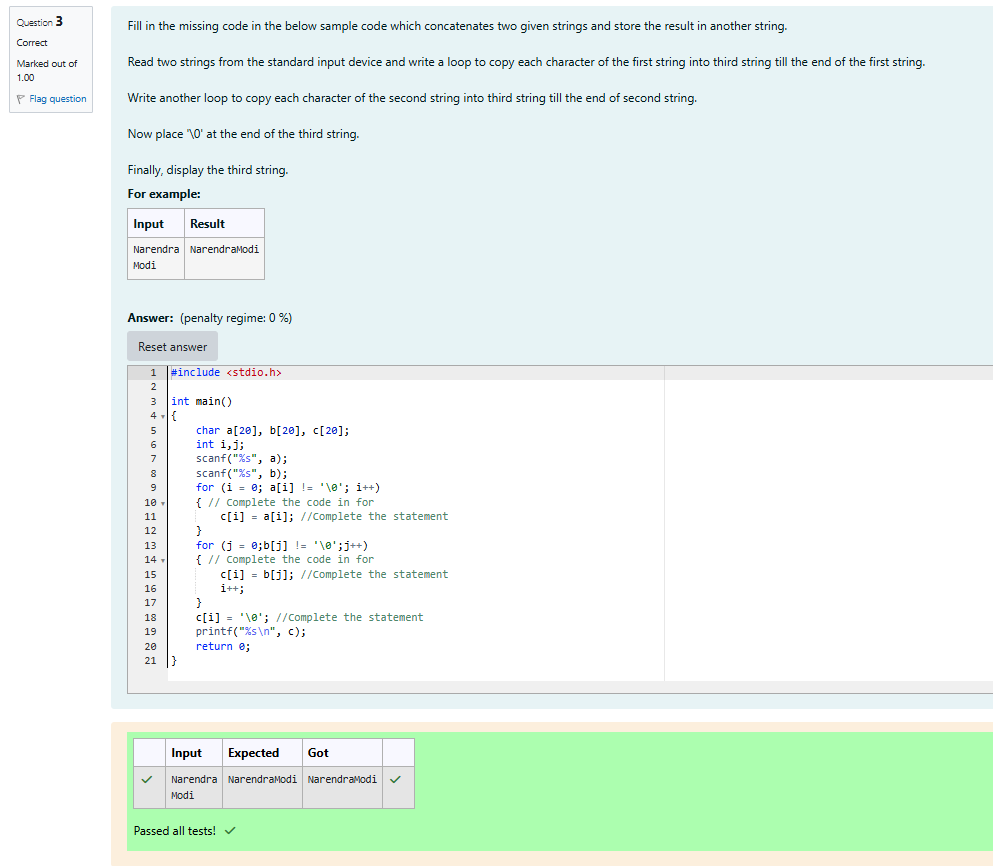 Question 3
Correct
Marked out of
1.00
Flag question
Fill in the missing code in the below sample code which concatenates two given strings and store the result in another string.
Read two strings from the standard input device and write a loop to copy each character of the first string into third string till the end of the first string.
Write another loop to copy each character of the second string into third string till the end of second string.
Now place '\0' at the end of the third string.
Finally, display the third string.
For example:
Input Result
Narendra NarendraModi
Modi
Answer: (penalty regime: 0 %)
Reset answer
1 #include <stdio.h>
2
3 int main()
4 {
5 char a[20], b[20], c[20];
6 int i,j;
7 scanf("%s", a);
8 scanf("%s", b);
9 for (i = 0; a[i] != '\0'; i++)
10 { // Complete the code in for
11 c[i] = a[i]; //Complete the statement
12 }
13 for (j = 0;b[j] != '\0';j++)
14 { // Complete the code in for
15 c[i] = b[j]; //Complete the statement
16 i++;
17 }
18 c[i] = '\0'; //Complete the statement
19 printf("%s\n", c);
20 return 0;
21 }
Input Expected Got
Narendra NarendraModi NarendraModi
Modi
Passed all tests!